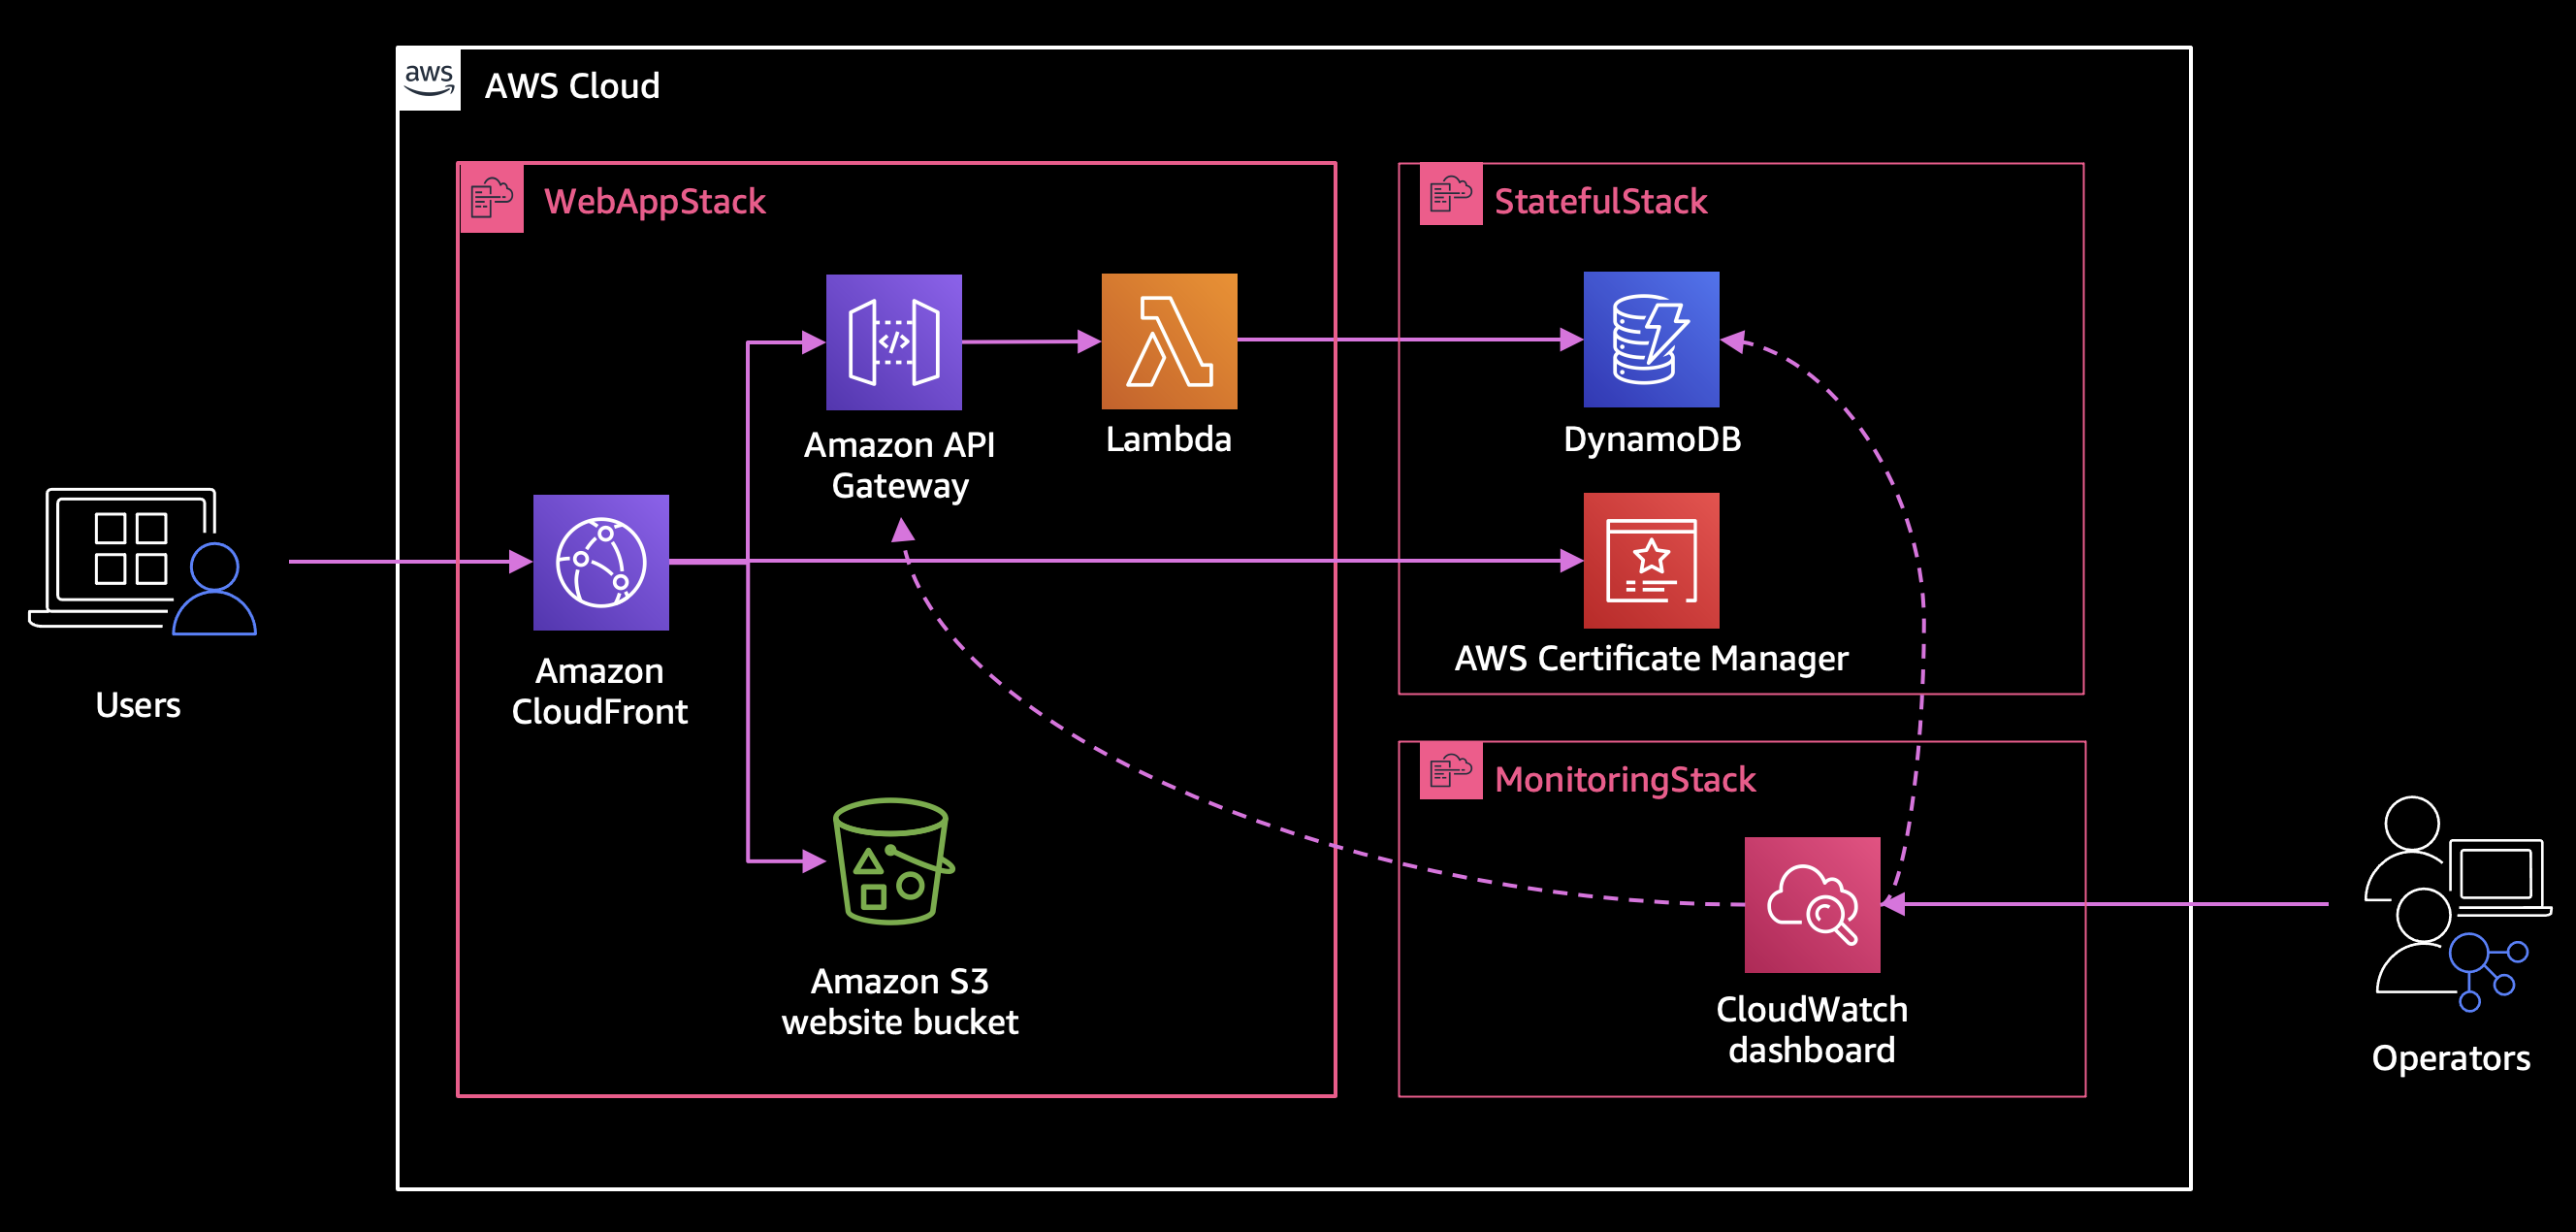 aws
AWS Cloud
WebAppStack
StatefulStack
Amazon API
Gateway
Lambda
DynamoDB
Amazon
CloudFront
AWS Certificate Manager
Users
MonitoringStack
Amazon S3
website bucket
CloudWatch
dashboard
Operators